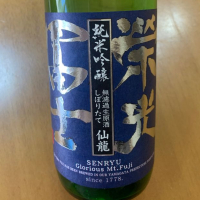 栄光
冨士
純米吟醸
無濾過生原酒
しぼりたて
仙龍
SENRYU
Glorious Mt.Fuji
since 1778.